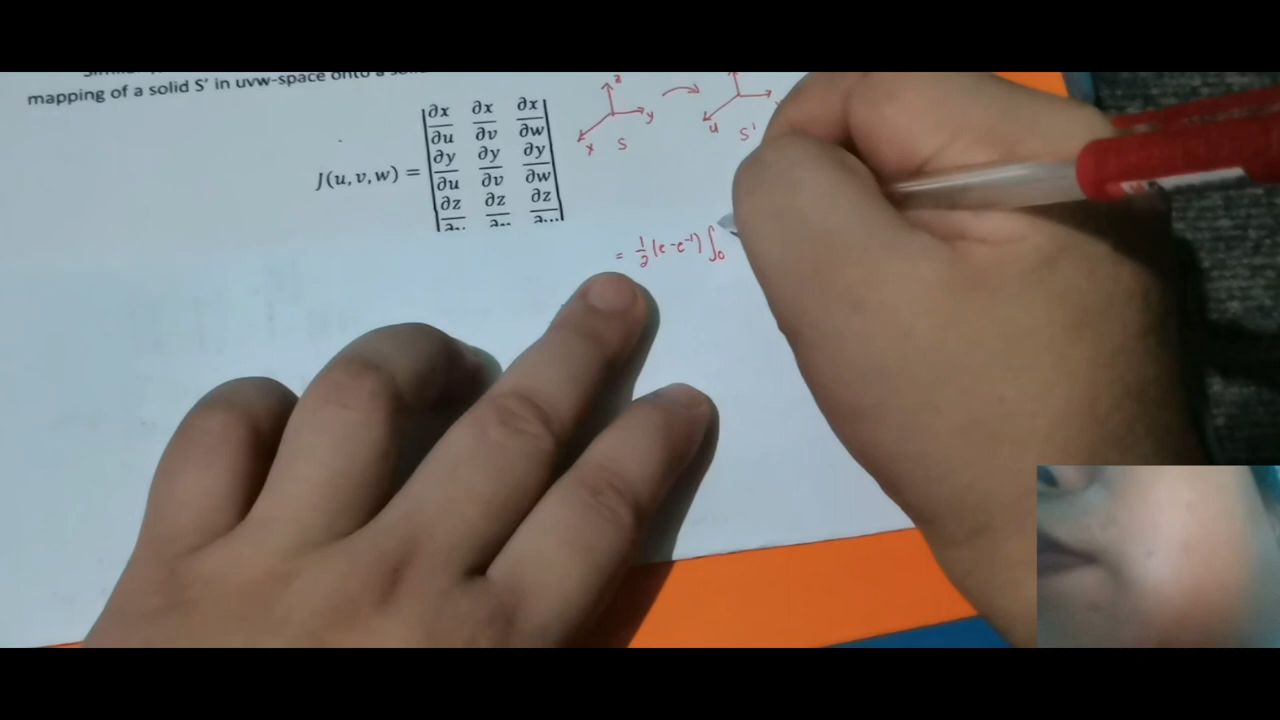 mapping of a solid S' in uvw-space onto a
z
y
x
S
u
S'
J(u, v, w) = | ∂x/∂u ∂x/∂v ∂x/∂w
∂y/∂u ∂y/∂v ∂y/∂w
∂z ∂z ∂z |
= 1/2 (e - e⁻¹) ∫₀